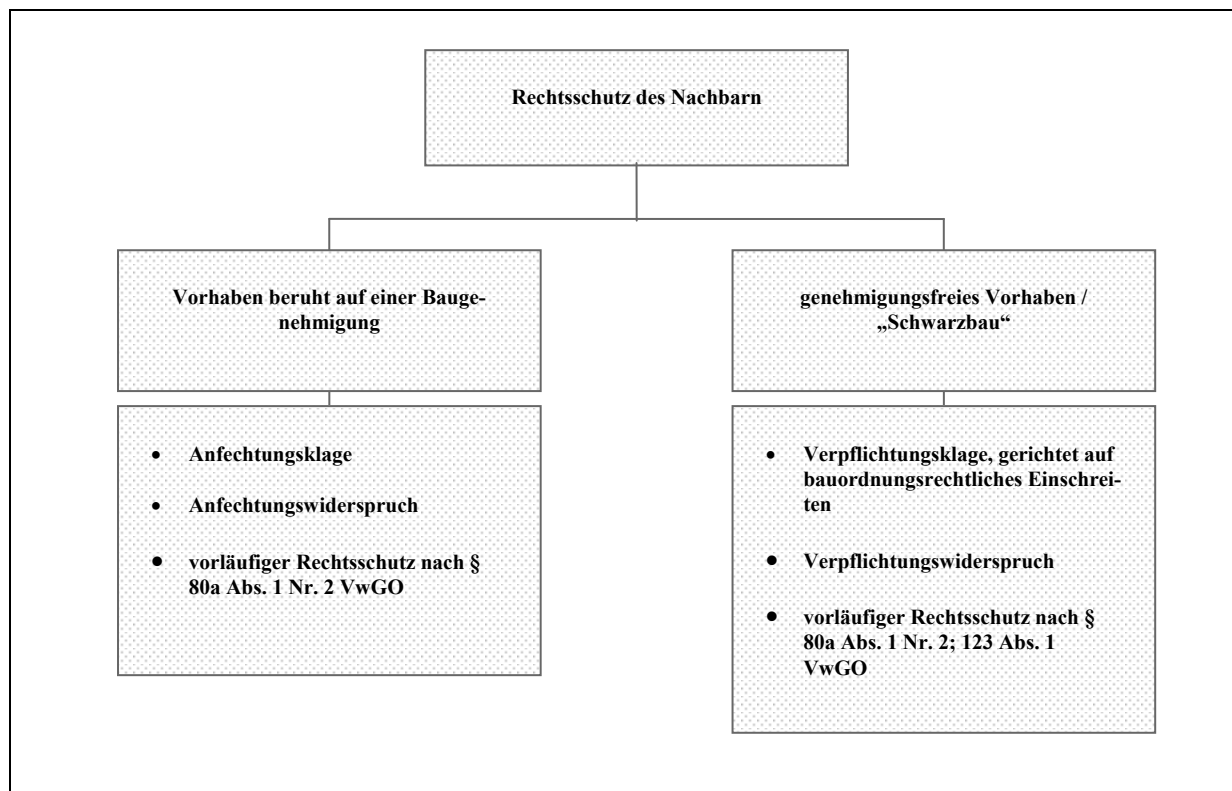 Rechtsschutz des Nachbarn
Vorhaben beruht auf einer Bauge-
nehmigung
genehmigungsfreies Vorhaben /
„Schwarzbau“
• Anfechtungsklage
• Anfechtungswiderspruch
• vorläufiger Rechtsschutz nach §
80a Abs. 1 Nr. 2 VwGO
• Verpflichtungsklage, gerichtet auf
bauordnungsrechtliches Einschrei-
ten
• Verpflichtungswiderspruch
• vorläufiger Rechtsschutz nach §
80a Abs. 1 Nr. 2; 123 Abs. 1
VwGO